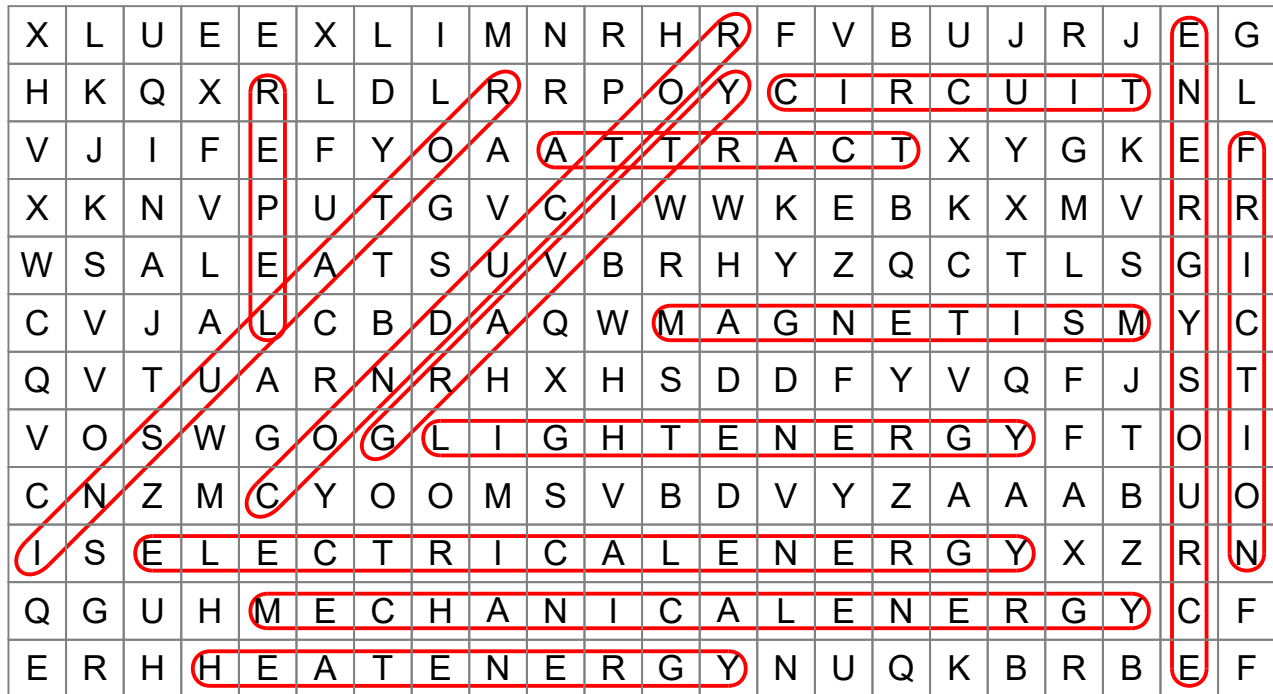 X L U E E X L I M N R H R F V B U J R J E G
H K Q X R L D L R R P O Y C I R C U I T N L
V J I F E F Y O A A T T R A C T X Y G K E F
X K N V P U T G V C I W W K E B K X M V R R
W S A L E A T S U V B R H Y Z Q C T L S G I
C V J A L C B D A Q W M A G N E T I S M Y C
Q V T U A R N R H X H S D D F Y V Q F J S T
V O S W G O G L I G H T E N E R G Y F T O I
C N Z M C Y O O M S V B D V Y Z A A A B U O
I S E L E C T R I C A L E N E R G Y X Z R N
Q G U H M E C H A N I C A L E N E R G Y C F
E R H H E A T E N E R G Y N U Q K B R B E F